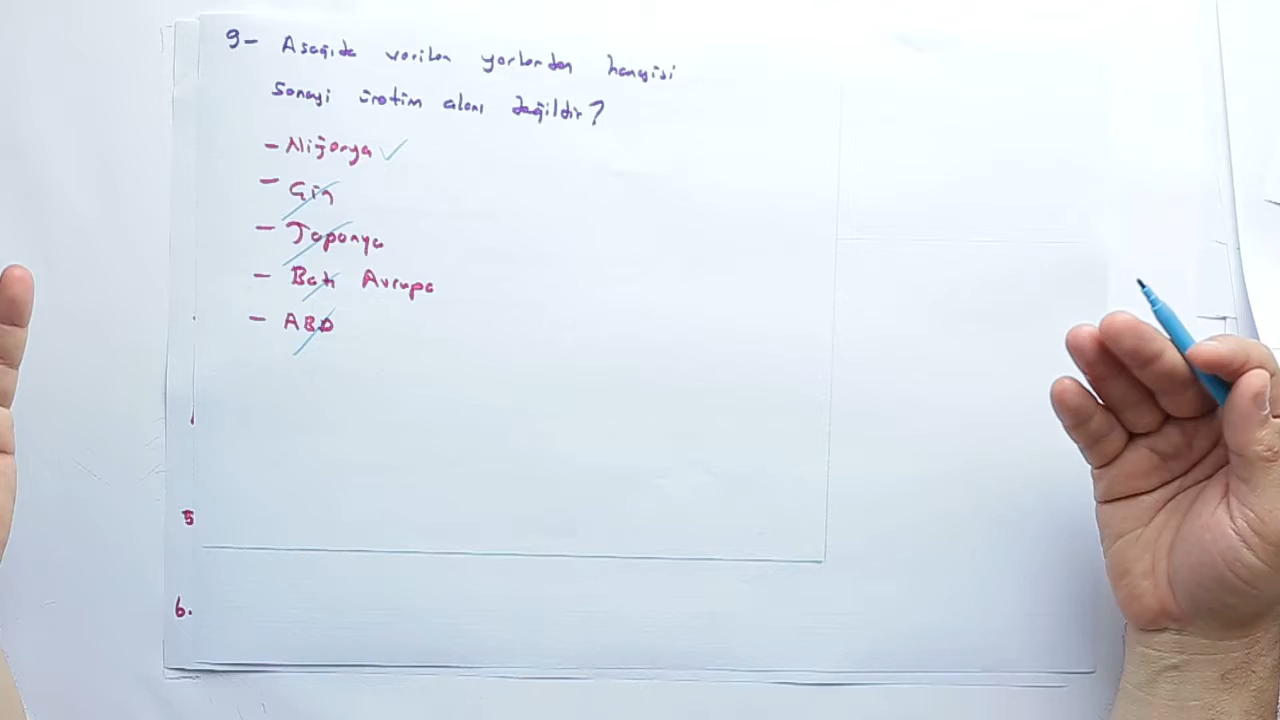 9- Aşağıda verilen yerlerden hangisi
Sanayi üretim alanı değildir?
- Nijerya ✓
- Çin
- Japonya
- Batı Avrupa
- ABD
5
6.